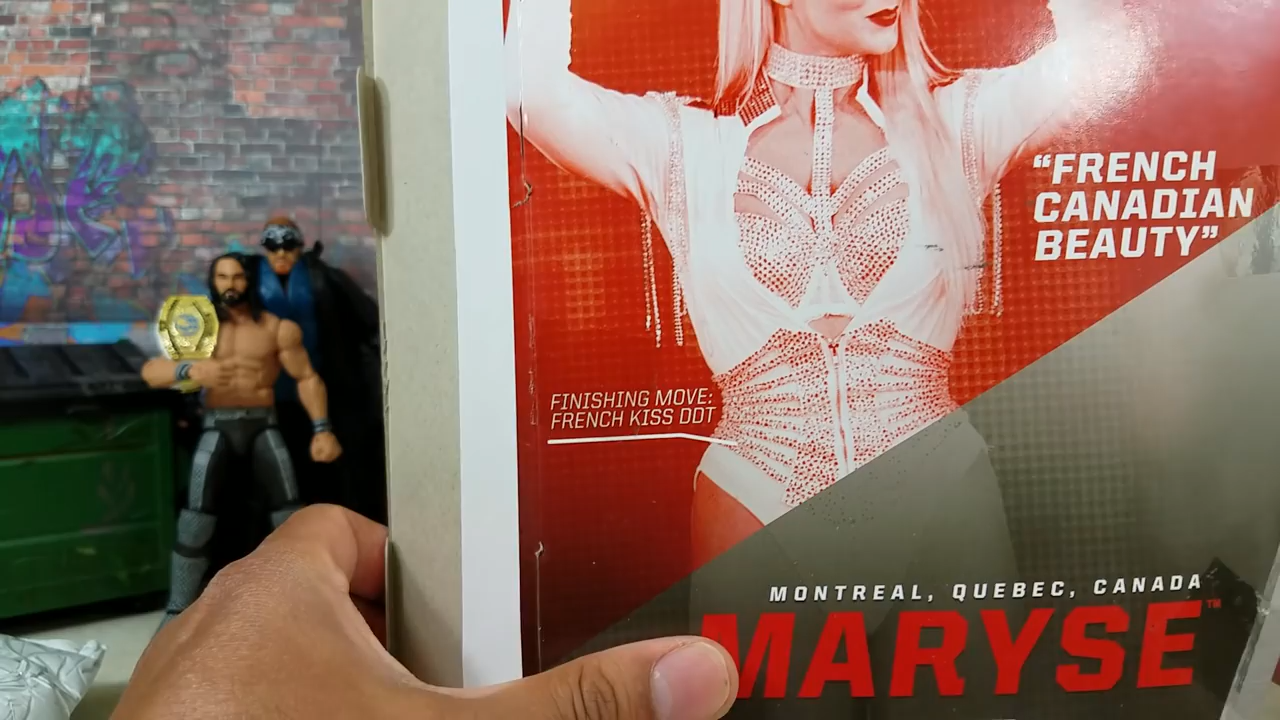 "FRENCH
CANADIAN
BEAUTY"
FINISHING MOVE:
FRENCH KISS DDT
MONTREAL, QUEBEC, CANADA
MARYSE™